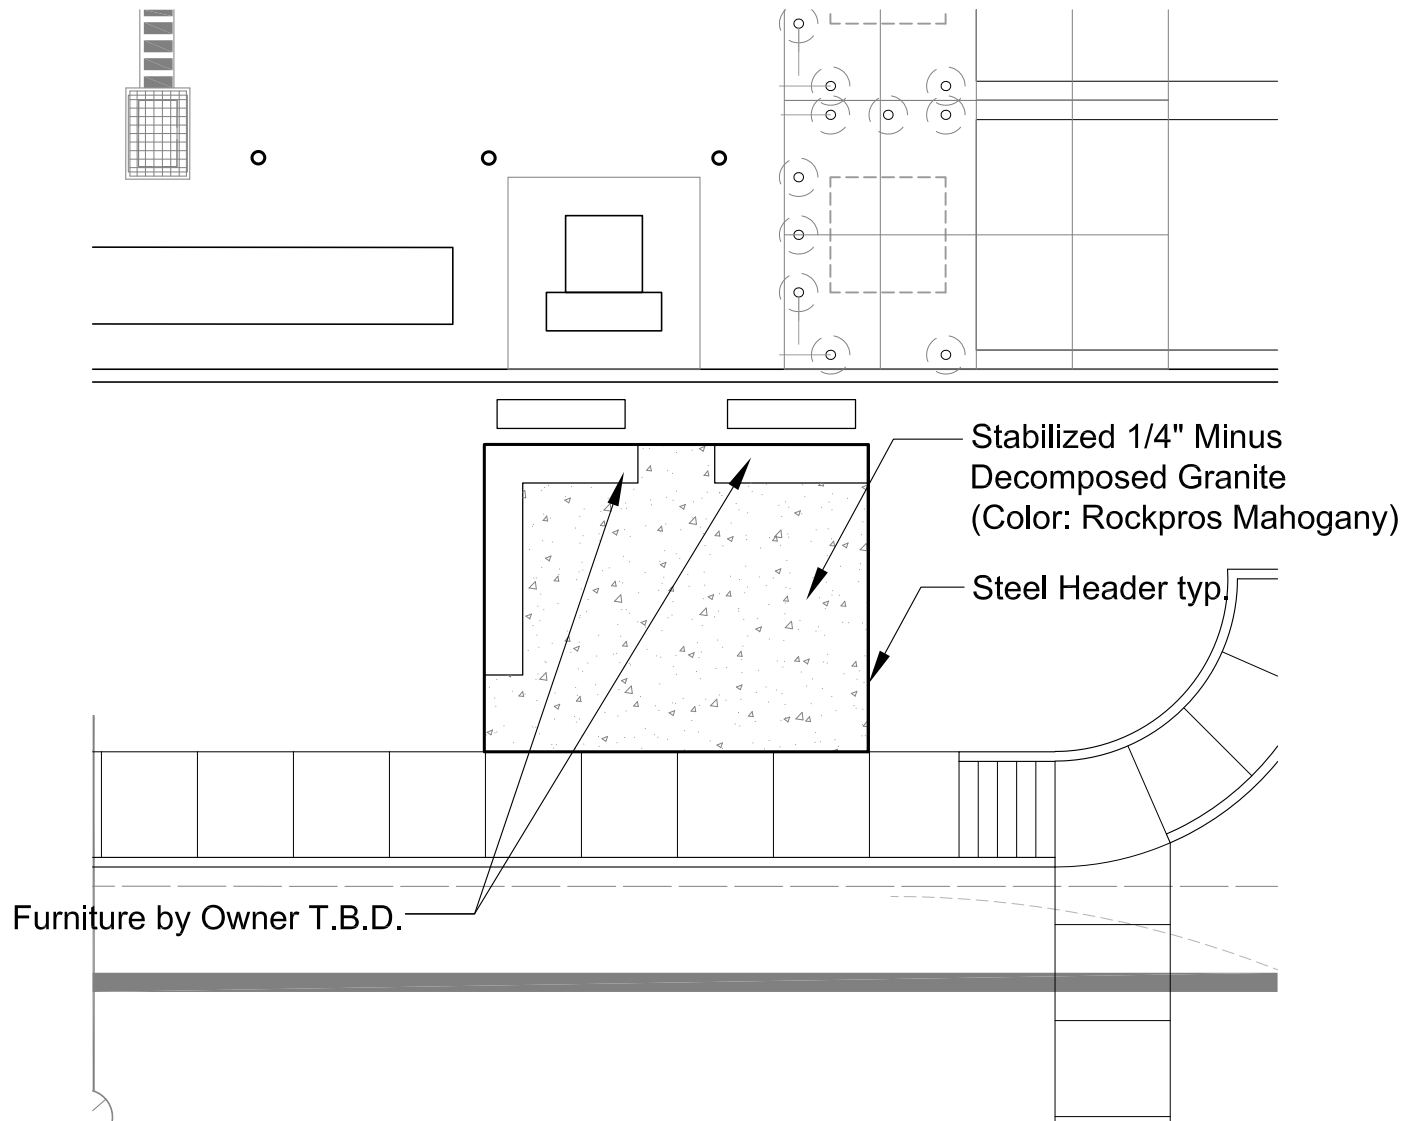 Stabilized 1/4" Minus
Decomposed Granite
(Color: Rockpros Mahogany)
Steel Header typ.
Furniture by Owner T.B.D.